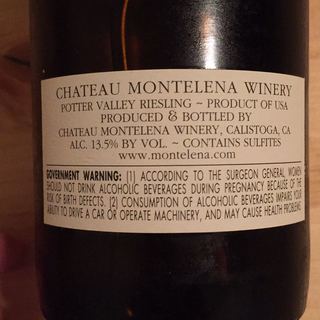 CHATEAU MONTELENA WINERY
POTTER VALLEY RIESLING ~ PRODUCT OF USA
PRODUCED & BOTTLED BY
CHATEAU MONTELENA WINERY, CALISTOGA, CA
ALC. 13.5% BY VOL. ~ CONTAINS SULFITES
www.montelena.com
GOVERNMENT WARNING: (1) ACCORDING TO THE SURGEON GENERAL, WOMEN
SHOULD NOT DRINK ALCOHOLIC BEVERAGES DURING PREGNANCY BECAUSE OF THE
RISK OF BIRTH DEFECTS. (2) CONSUMPTION OF ALCOHOLIC BEVERAGES IMPAIRS YOUR
ABILITY TO DRIVE A CAR OR OPERATE MACHINERY, AND MAY CAUSE HEALTH PROBLEMS.